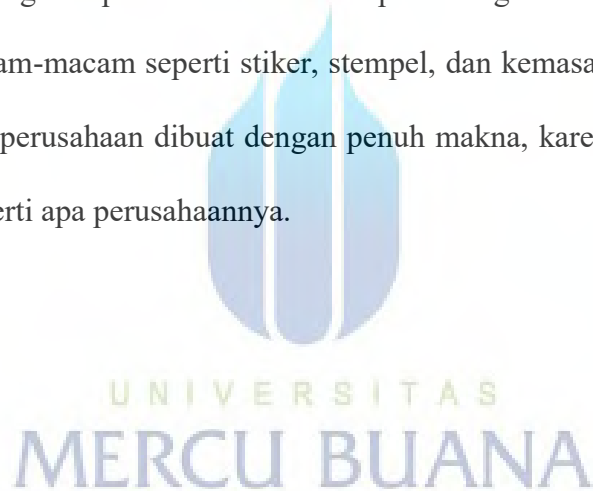 am-macam seperti stiker, stempel, dan kemasa
perusahaan dibuat dengan penuh makna, kare
erti apa perusahaannya.
UNIVERSITAS
MERCU BUANA